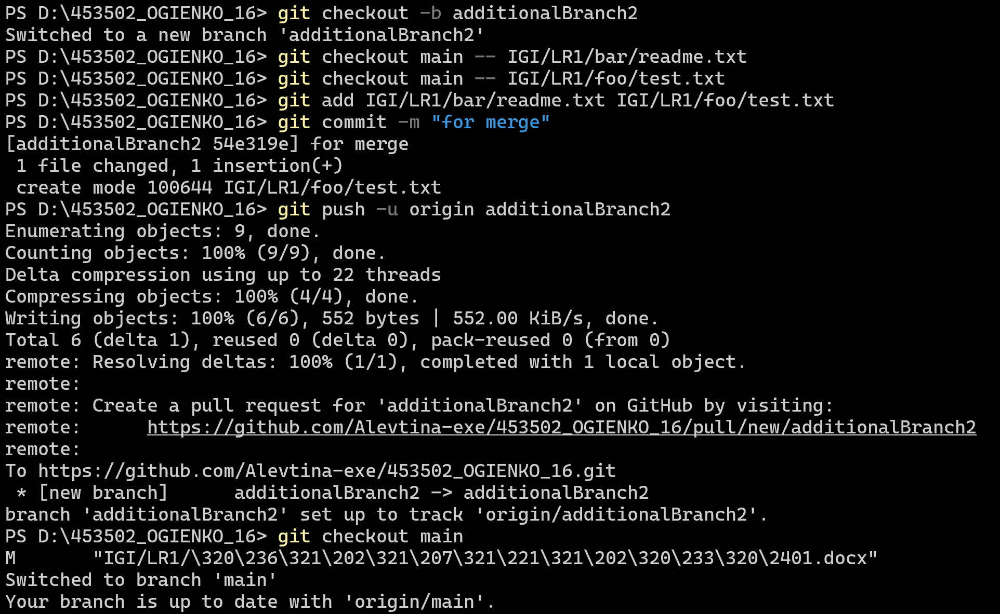 PS D:\453502_OGIENKO_16> git checkout -b additionalBranch2
Switched to a new branch 'additionalBranch2'
PS D:\453502_OGIENKO_16> git checkout main -- IGI/LR1/bar/readme.txt
PS D:\453502_OGIENKO_16> git checkout main -- IGI/LR1/foo/test.txt
PS D:\453502_OGIENKO_16> git add IGI/LR1/bar/readme.txt IGI/LR1/foo/test.txt
PS D:\453502_OGIENKO_16> git commit -m "for merge"
[additionalBranch2 54e319e] for merge
 1 file changed, 1 insertion(+)
 create mode 100644 IGI/LR1/foo/test.txt
PS D:\453502_OGIENKO_16> git push -u origin additionalBranch2
Enumerating objects: 9, done.
Counting objects: 100% (9/9), done.
Delta compression using up to 22 threads
Compressing objects: 100% (4/4), done.
Writing objects: 100% (6/6), 552 bytes | 552.00 KiB/s, done.
Total 6 (delta 1), reused 0 (delta 0), pack-reused 0 (from 0)
remote: Resolving deltas: 100% (1/1), completed with 1 local object.
remote:
remote: Create a pull request for 'additionalBranch2' on GitHub by visiting:
remote:      https://github.com/Alevtina-exe/453502_OGIENKO_16/pull/new/additionalBranch2
remote:
To https://github.com/Alevtina-exe/453502_OGIENKO_16.git
 * [new branch]      additionalBranch2 -> additionalBranch2
branch 'additionalBranch2' set up to track 'origin/additionalBranch2'.
PS D:\453502_OGIENKO_16> git checkout main
M       "IGI/LR1/\320\236\321\202\321\207\321\221\321\202\320\233\320\2401.docx"
Switched to branch 'main'
Your branch is up to date with 'origin/main'.